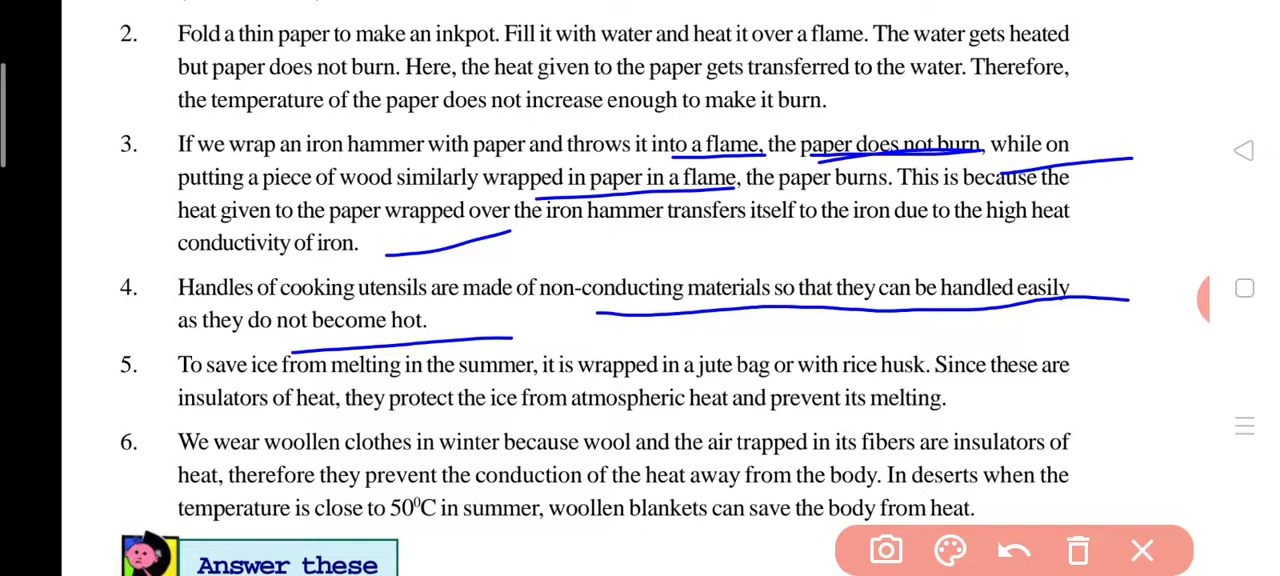 2. Fold a thin paper to make an inkpot. Fill it with water and heat it over a flame. The water gets heated
but paper does not burn. Here, the heat given to the paper gets transferred to the water. Therefore,
the temperature of the paper does not increase enough to make it burn.
3. If we wrap an iron hammer with paper and throws it into a flame, the paper does not burn, while on
putting a piece of wood similarly wrapped in paper in a flame, the paper burns. This is because the
heat given to the paper wrapped over the iron hammer transfers itself to the iron due to the high heat
conductivity of iron.
4. Handles of cooking utensils are made of non-conducting materials so that they can be handled easily
as they do not become hot.
5. To save ice from melting in the summer, it is wrapped in a jute bag or with rice husk. Since these are
insulators of heat, they protect the ice from atmospheric heat and prevent its melting.
6. We wear woollen clothes in winter because wool and the air trapped in its fibers are insulators of
heat, therefore they prevent the conduction of the heat away from the body. In deserts when the
temperature is close to 50⁰C in summer, woollen blankets can save the body from heat.
Answer these